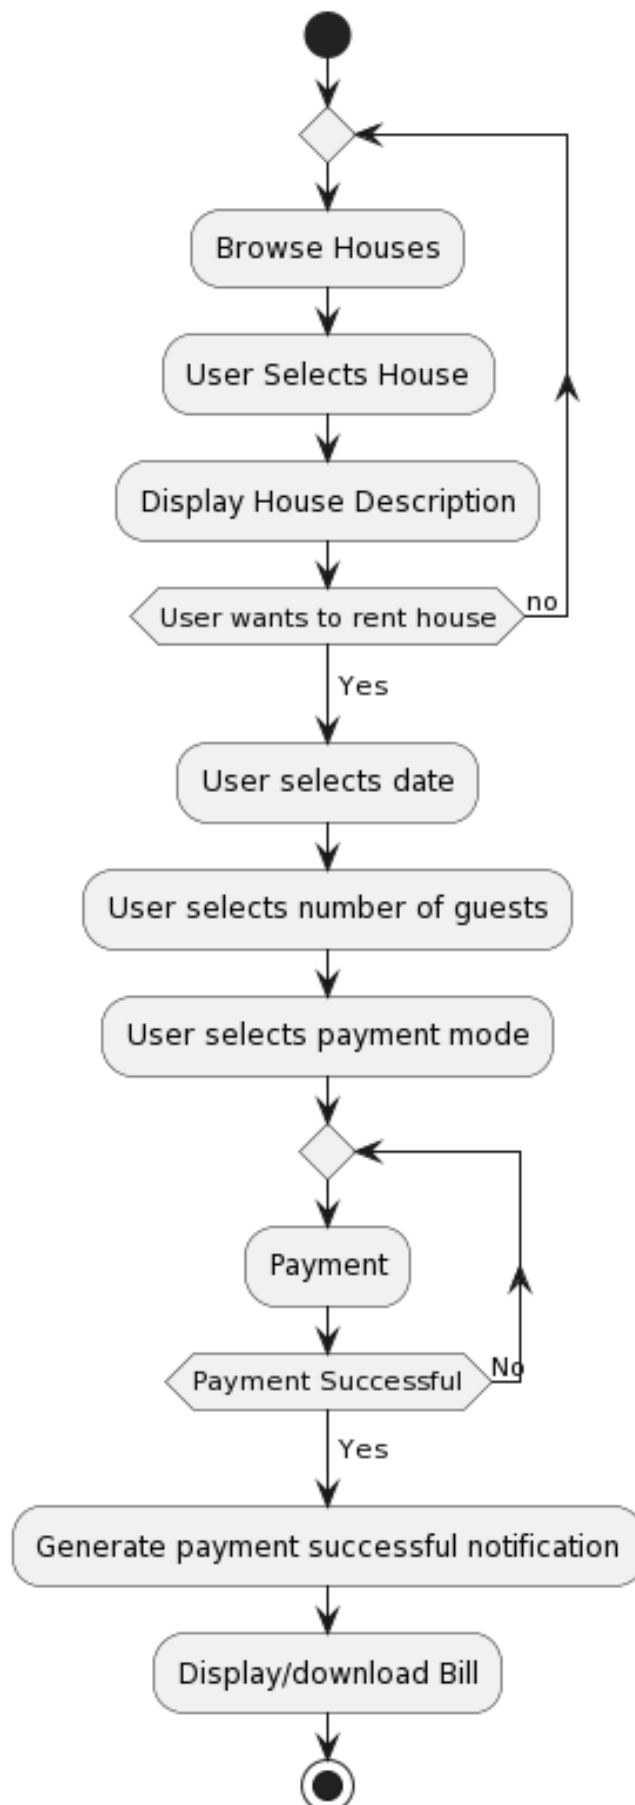 Browse Houses
User Selects House
Display House Description
User wants to rent house
no
Yes
User selects date
User selects number of guests
User selects payment mode
Payment
Payment Successful
No
Yes
Generate payment successful notification
Display/download Bill